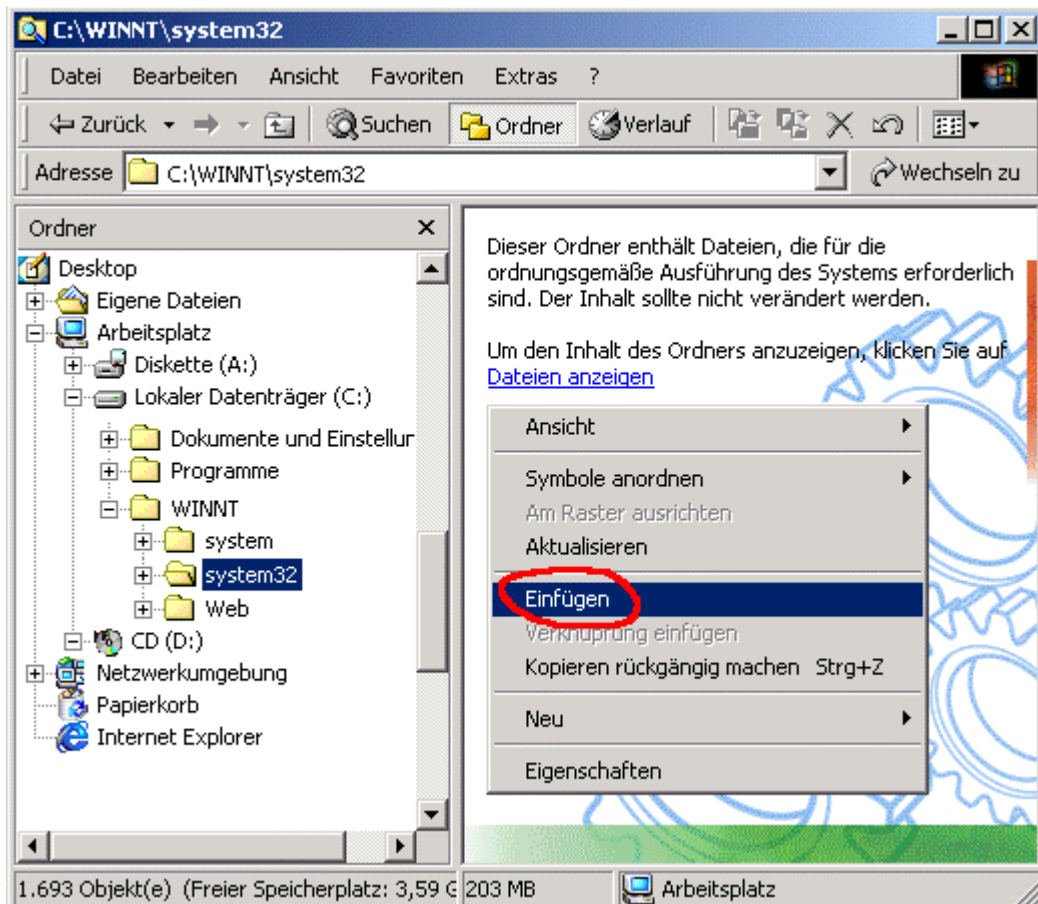 C:\WINNT\system32
Datei Bearbeiten Ansicht Favoriten Extras ?
Zurück Suchen Ordner Verlauf
Adresse C:\WINNT\system32 Wechseln zu
Ordner
Desktop
Eigene Dateien
Arbeitsplatz
Diskette (A:)
Lokaler Datenträger (C:)
Dokumente und Einstellur
Programme
WINNT
system
system32
Web
CD (D:)
Netzwerkumgebung
Papierkorb
Internet Explorer
Dieser Ordner enthält Dateien, die für die
ordnungsgemäße Ausführung des Systems erforderlich
sind. Der Inhalt sollte nicht verändert werden.
Um den Inhalt des Ordners anzuzeigen, klicken Sie auf
Dateien anzeigen
Ansicht
Symbole anordnen
Am Raster ausrichten
Aktualisieren
Einfügen
Verknüpfung einfügen
Kopieren rückgängig machen Strg+Z
Neu
Eigenschaften
1.693 Objekt(e) (Freier Speicherplatz: 3,59 G 203 MB Arbeitsplatz